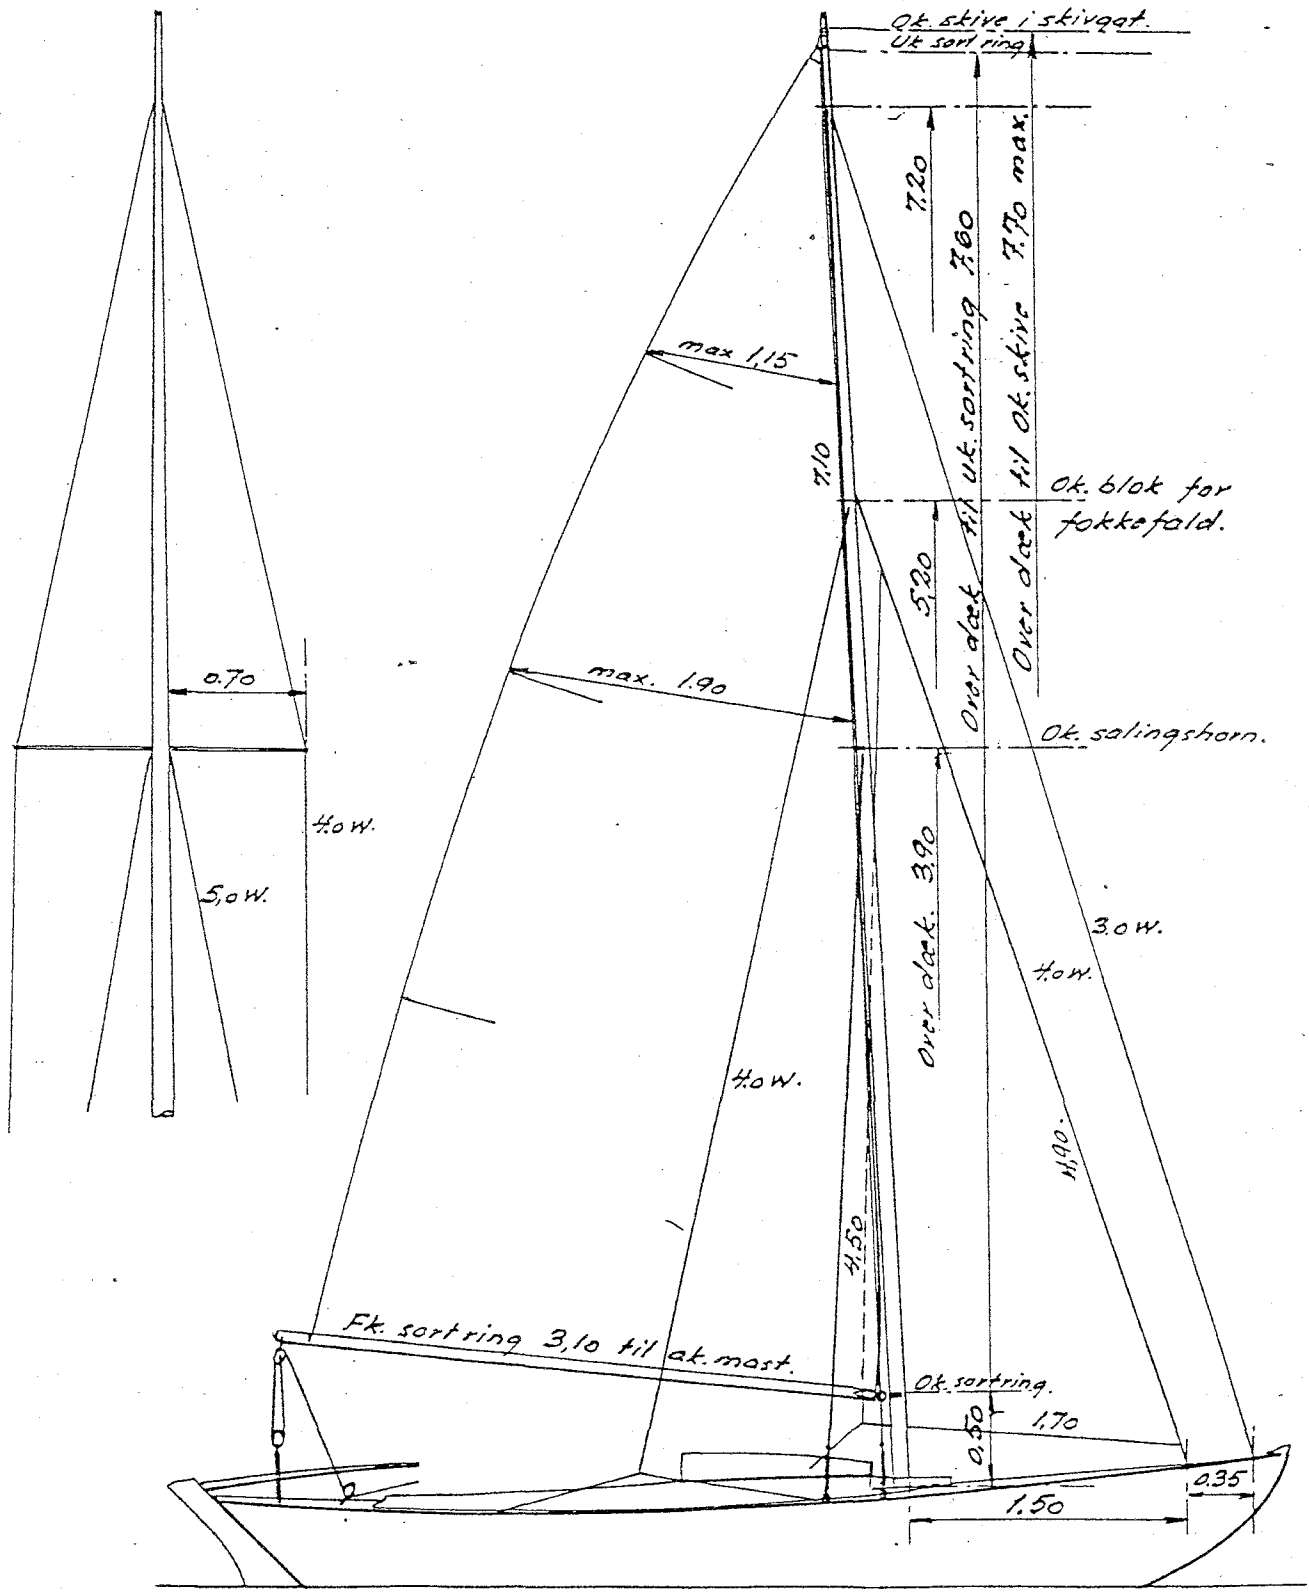 Ok. skive i skivgat.
Uk sort ring
7.20
Over dæk til uk. sortring 7.60
Over dæk til Ok. skive 7.70 max.
max 1,15
7.10
Ok. blok for
fokkefald.
5,20
0.70
max. 1.90
Ok. salingshorn.
4.0 W.
5,0 W.
Over dæk. 3.90
3.0 W.
4.0 W.
4.0 W.
4,90.
4.50
Fk. sortring 3,10 til ak. mast.
Ok. sortring.
0,50
1,70
0.35
1.50